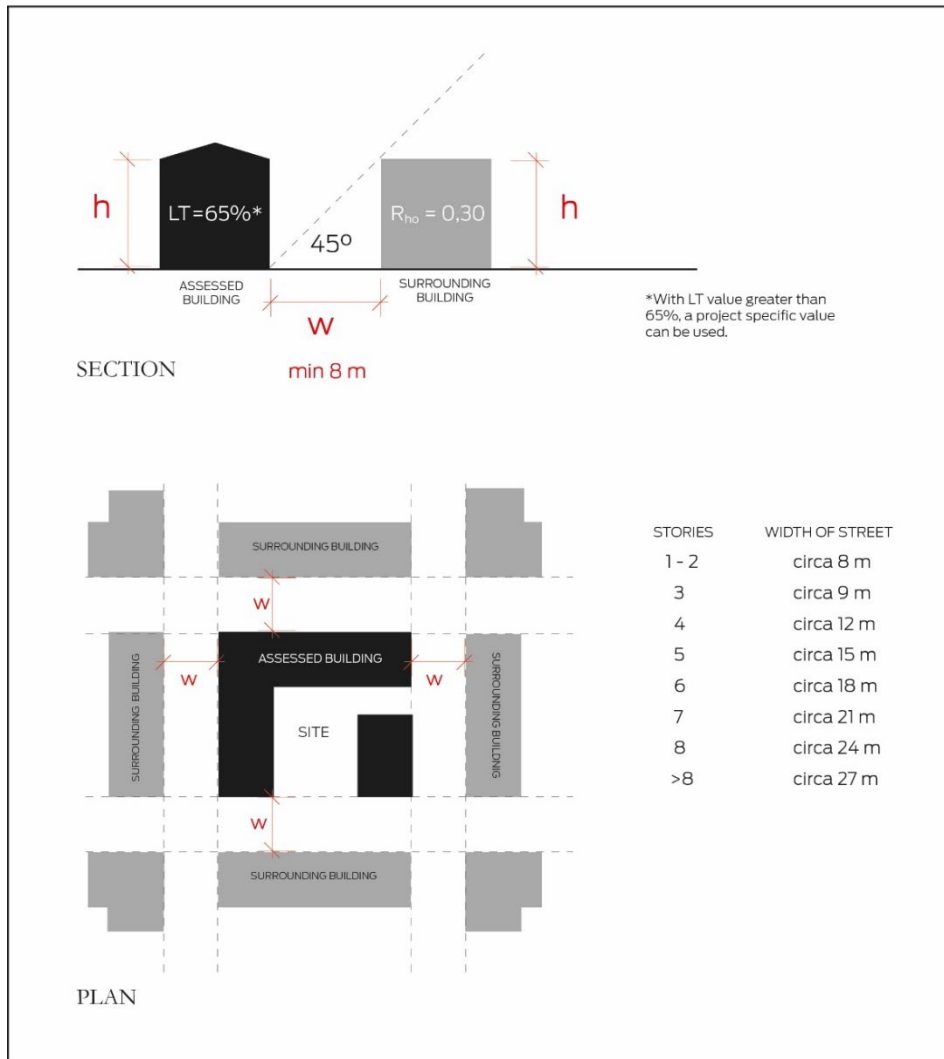 h
LT=65%*
45º
Rho = 0,30
h
ASSESSED
BUILDING
SURROUNDING
BUILDING
w
min 8 m
*With LT value greater than
65%, a project specific value
can be used.
SECTION
SURROUNDING BUILDING
w
ASSESSED BUILDING
SURROUNDING BUILDING
w
w
SURROUNDING BUILDNIG
SITE
w
SURROUNDING BUILDING
STORIES WIDTH OF STREET
1 - 2 circa 8 m
3 circa 9 m
4 circa 12 m
5 circa 15 m
6 circa 18 m
7 circa 21 m
8 circa 24 m
>8 circa 27 m
PLAN